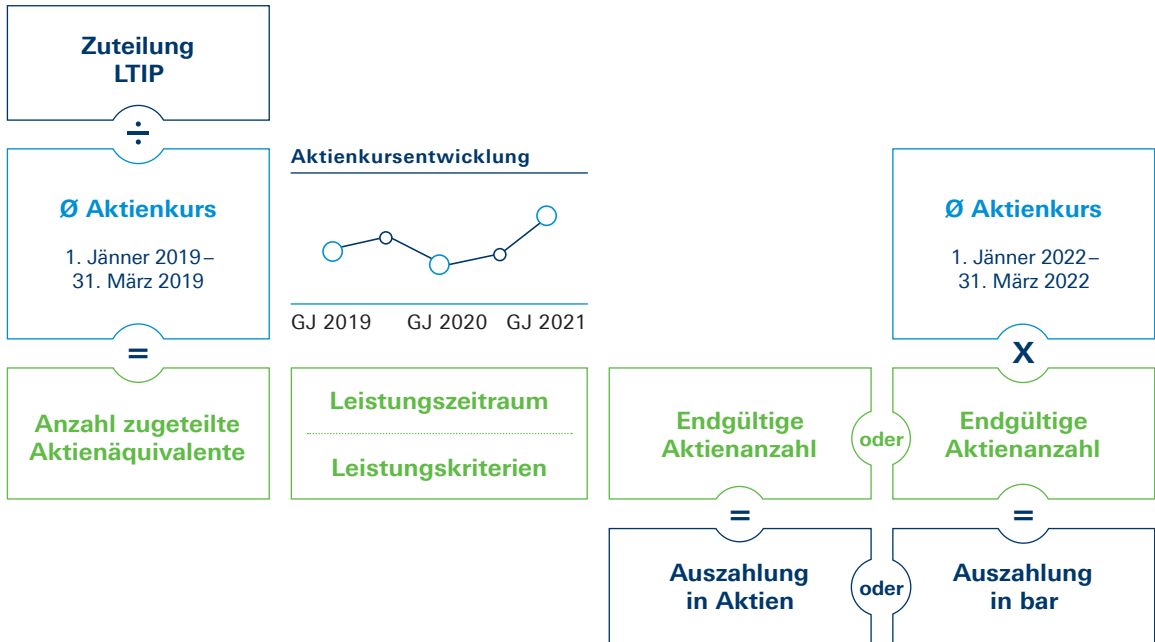 Zuteilung
LTIP
÷
Ø Aktienkurs
1. Jänner 2019–
31. März 2019
=
Anzahl zugeteilte
Aktienäquivalente
Aktienkursentwicklung
GJ 2019 GJ 2020 GJ 2021
Leistungszeitraum
Leistungskriterien
Endgültige
Aktienanzahl
=
Auszahlung
in Aktien
oder
oder
Ø Aktienkurs
1. Jänner 2022–
31. März 2022
X
Endgültige
Aktienanzahl
=
Auszahlung
in bar